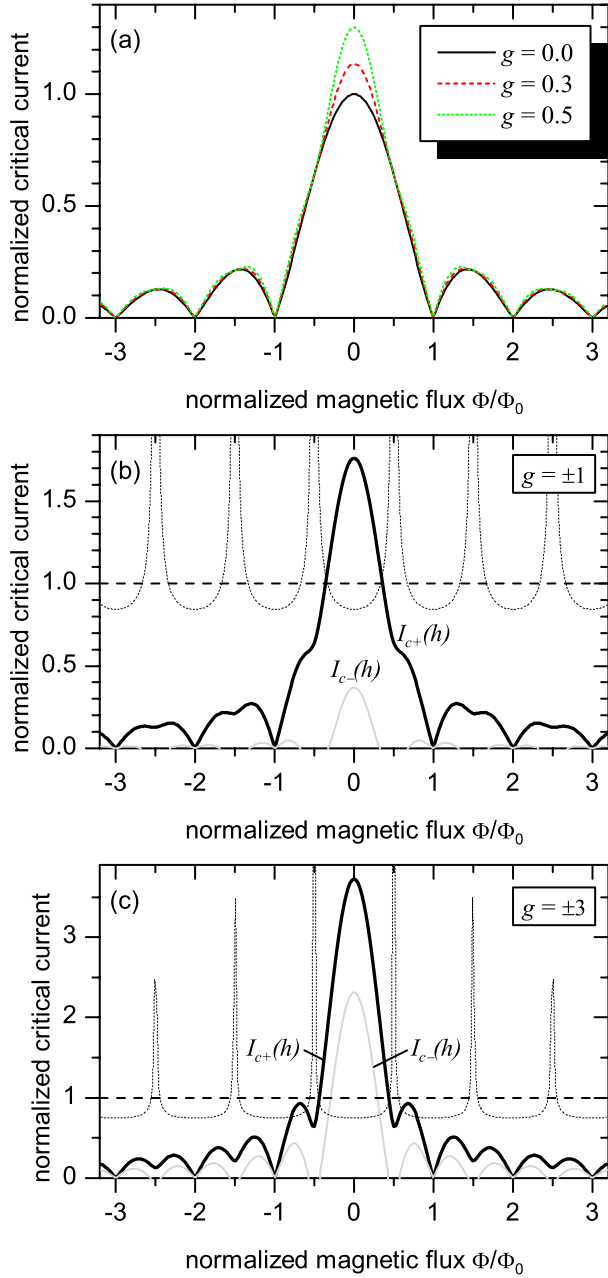 (a)
g = 0.0
g = 0.3
g = 0.5
normalized critical current
1.0
0.5
0.0
-3 -2 -1 0 1 2 3
normalized magnetic flux Φ/Φ0
(b)
g = ±1
normalized critical current
1.5
1.0
0.5
0.0
Ic+(h)
Ic–(h)
-3 -2 -1 0 1 2 3
normalized magnetic flux Φ/Φ0
(c)
g = ±3
normalized critical current
3
2
1
0
Ic+(h)
Ic–(h)
-3 -2 -1 0 1 2 3
normalized magnetic flux Φ/Φ0